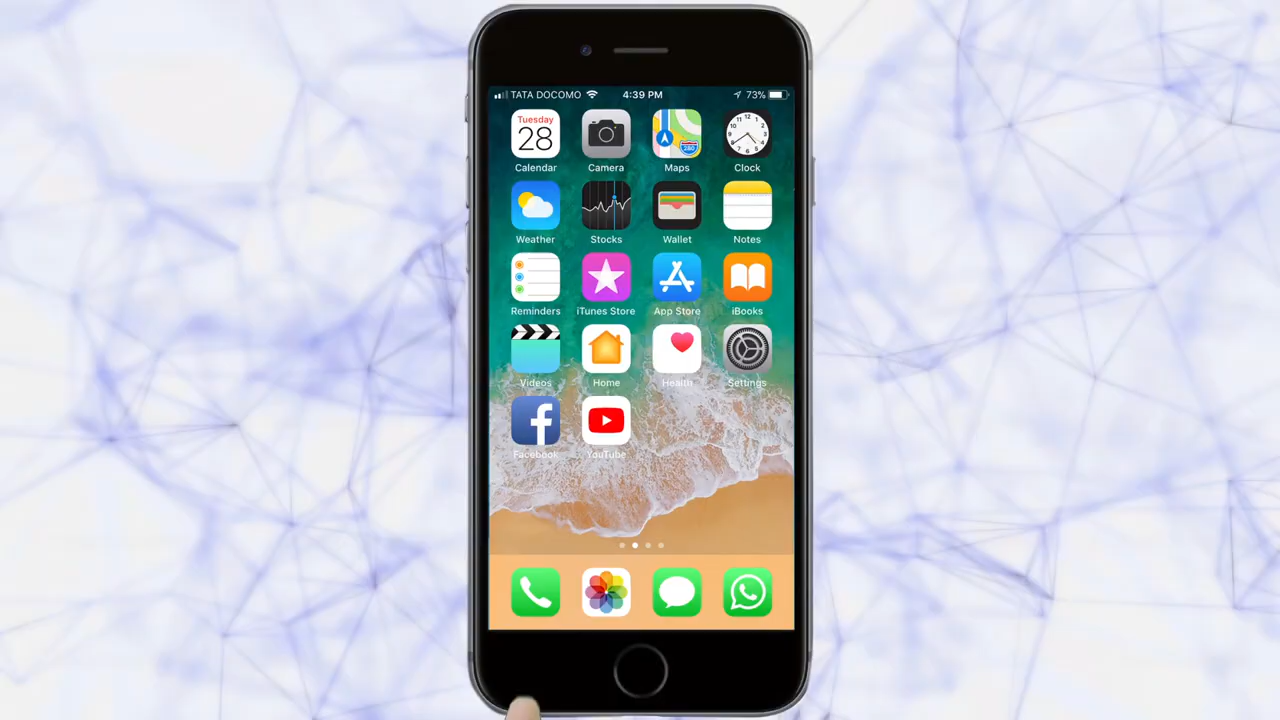 TATA DOCOMO 4:39 PM 73%
Tuesday
28
Calendar Camera Maps Clock
Weather Stocks Wallet Notes
Reminders iTunes Store App Store iBooks
Videos Home Health Settings
Facebook YouTube